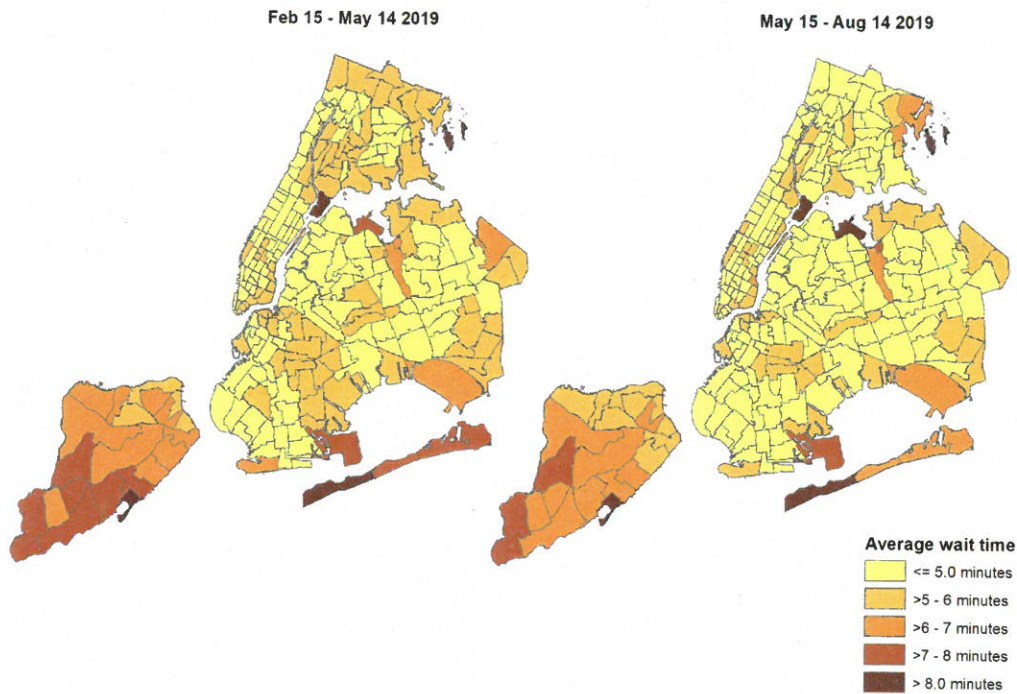 Feb 15 - May 14 2019
May 15 - Aug 14 2019
Average wait time
<= 5.0 minutes
>5 - 6 minutes
>6 - 7 minutes
>7 - 8 minutes
> 8.0 minutes